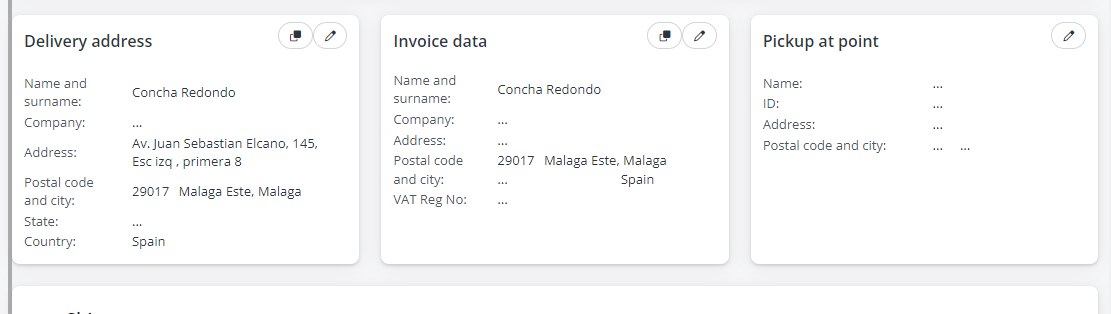 Delivery address
Name and
surname:
Concha Redondo
Company:
...
Address:
Av. Juan Sebastian Elcano, 145,
Esc izq , primera 8
Postal code
and city:
29017 Malaga Este, Malaga
State:
...
Country:
Spain
Invoice data
Name and
surname:
Concha Redondo
Company:
...
Address:
...
Postal code
and city:
29017 Malaga Este, Malaga
... Spain
VAT Reg No:
...
Pickup at point
Name:
...
ID:
...
Address:
...
Postal code and city:
... ...